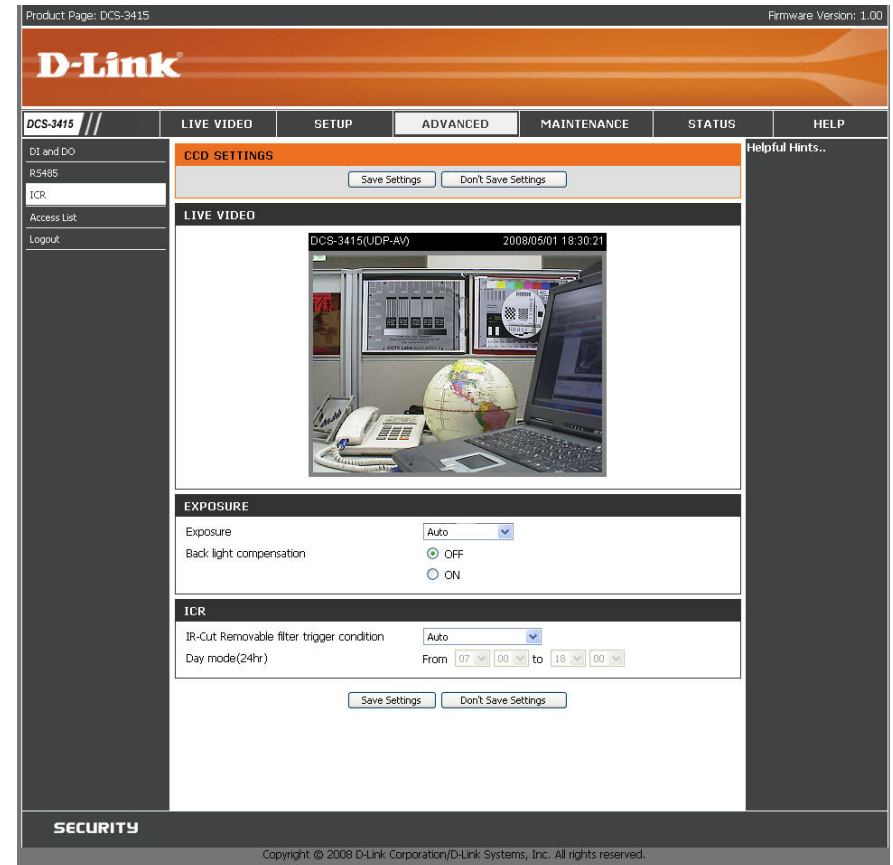 Product Page: DCS-3415 Firmware Version: 1.00
D-Link
DCS-3415 LIVE VIDEO SETUP ADVANCED MAINTENANCE STATUS HELP
DI and DO
RS485
ICR
Access List
Logout
CCD SETTINGS
Save Settings Don't Save Settings
LIVE VIDEO
DCS-3415(UDP-AV) 2008/05/01 18:30:21
EXPOSURE
Exposure Auto
Back light compensation OFF
ON
ICR
IR-Cut Removable filter trigger condition Auto
Day mode(24hr) From 07 00 to 18 00
Save Settings Don't Save Settings
Helpful Hints..
SECURITY
Copyright © 2008 D-Link Corporation/D-Link Systems, Inc. All rights reserved.